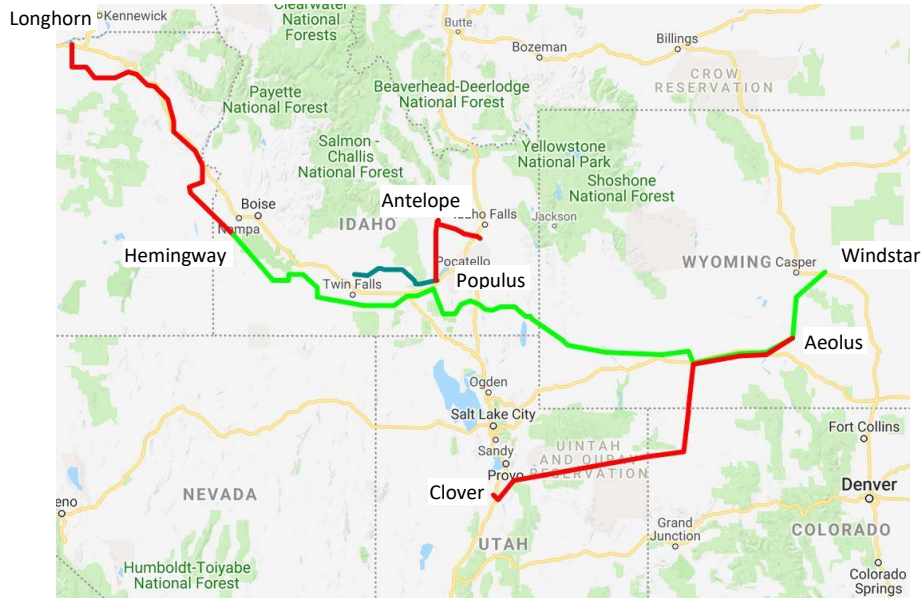 Longhorn
Kennewick
Clearwater
National
Forests
Butte
Bozeman
Billings
CROW
RESERVATION
Payette
National Forest
Beaverhead-Deerlodge
National Forest
Salmon -
Challis
National Forest
Yellowstone
National Park
Shoshone
National Forest
Antelope
Idaho Falls
Jackson
Boise
Nampa
IDAHO
Hemingway
WYOMING
Casper
Windstar
Pocatello
Populus
Twin Falls
Aeolus
Ogden
Salt Lake City
Sandy
Provo
UINTAH
AND OURAY
RESERVATION
Fort Collins
Clover
NEVADA
Denver
eno
UTAH
Grand
Junction
COLORADO
Humboldt-Toiyabe
National Forest
Colorado
Springs